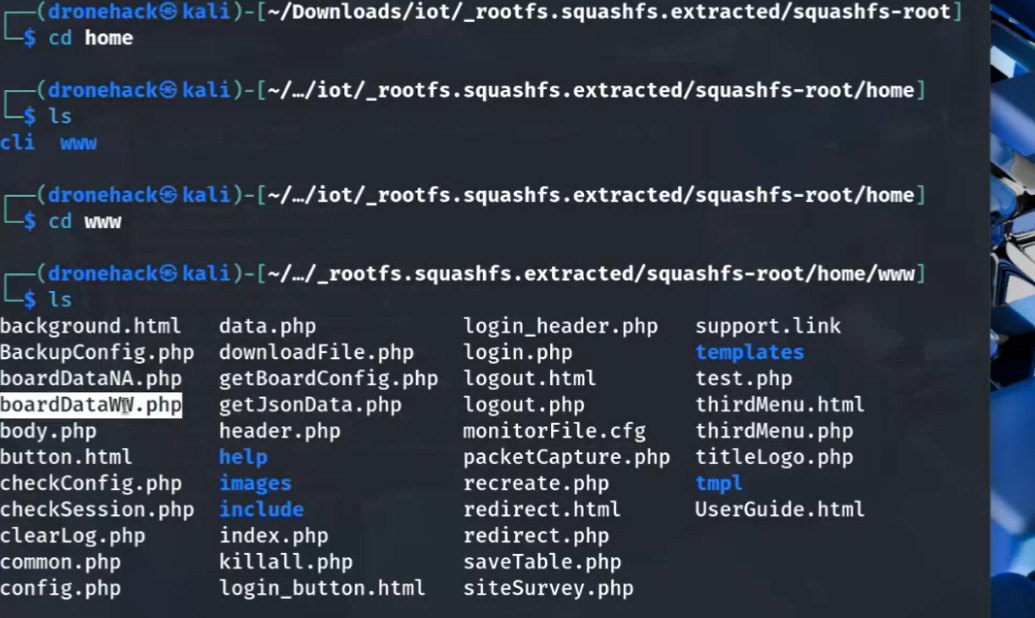 ┌──(dronehack㉿kali)-[~/Downloads/iot/_rootfs.squashfs.extracted/squashfs-root]
└─$ cd home
┌──(dronehack㉿kali)-[~/…/iot/_rootfs.squashfs.extracted/squashfs-root/home]
└─$ ls
cli www
┌──(dronehack㉿kali)-[~/…/iot/_rootfs.squashfs.extracted/squashfs-root/home]
└─$ cd www
┌──(dronehack㉿kali)-[~/…/_rootfs.squashfs.extracted/squashfs-root/home/www]
└─$ ls
background.html data.php login_header.php support.link
BackupConfig.php downloadFile.php login.php templates
boardDataNA.php getBoardConfig.php logout.html test.php
boardDataWW.php getJsonData.php logout.php thirdMenu.html
body.php header.php monitorFile.cfg thirdMenu.php
button.html help packetCapture.php titleLogo.php
checkConfig.php images recreate.php tmpl
checkSession.php include redirect.html UserGuide.html
clearLog.php index.php redirect.php
common.php killall.php saveTable.php
config.php login_button.html siteSurvey.php